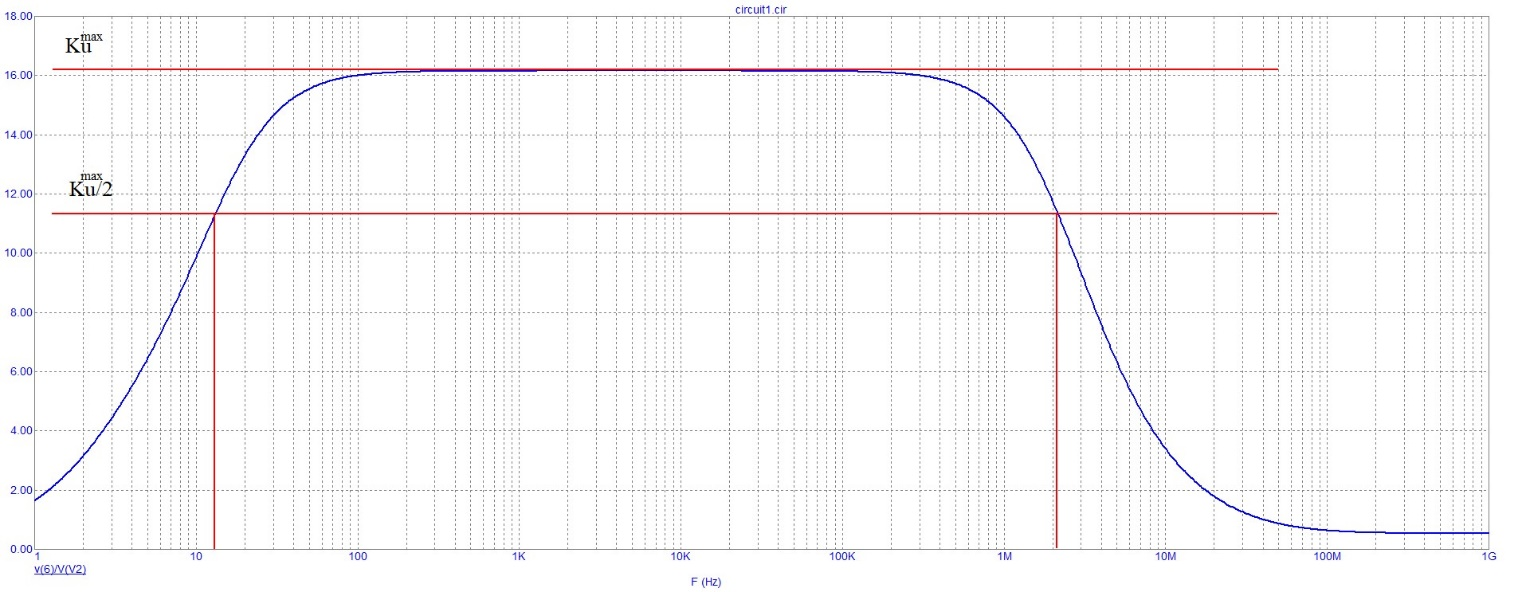 circuit1.cir
18.00
max
Ku
16.00
14.00
max
Ku/2
12.00
10.00
8.00
6.00
4.00
2.00
0.00
1 10 100 1K 10K 100K 1M 10M 100M 1G
v(6)/V(V2)
F (Hz)